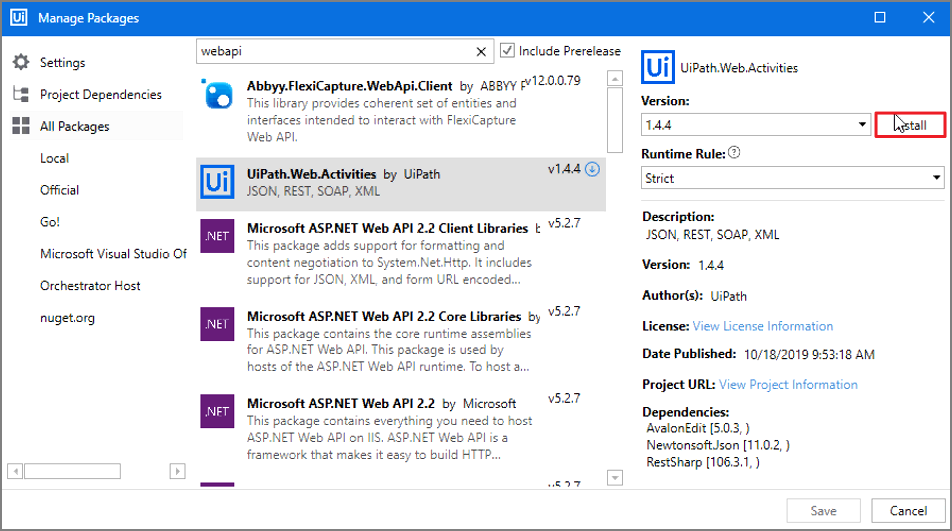 Ui Manage Packages
Settings
Project Dependencies
All Packages
Local
Official
Go!
Microsoft Visual Studio Of
Orchestrator Host
nuget.org
webapi
Include Prerelease
Abbyy.FlexiCapture.WebApi.Client by ABBYY F
v12.0.0.79
This library provides coherent set of entities and
interfaces intended to interact with FlexiCapture
Web API.
Ui
UiPath.Web.Activities by UiPath
v1.4.4
JSON, REST, SOAP, XML
.NET
Microsoft ASP.NET Web API 2.2 Client Libraries
v5.2.7
This package adds support for formatting and
content negotiation to System.Net.Http. It includes
support for JSON, XML, and form URL encoded...
.NET
Microsoft ASP.NET Web API 2.2 Core Libraries by
v5.2.7
This package contains the core runtime assemblies
for ASP.NET Web API. This package is used by
hosts of the ASP.NET Web API runtime. To host a...
.NET
Microsoft ASP.NET Web API 2.2 by Microsoft
v5.2.7
This package contains everything you need to host
ASP.NET Web API on IIS. ASP.NET Web API is a
framework that makes it easy to build HTTP...
v5.2.7
Ui UiPath.Web.Activities
Version:
1.4.4
stall
Runtime Rule: ?
Strict
Description:
JSON, REST, SOAP, XML
Version: 1.4.4
Author(s): UiPath
License: View License Information
Date Published: 10/18/2019 9:53:18 AM
Project URL: View Project Information
Dependencies:
AvalonEdit [5.0.3, )
Newtonsoft.Json [11.0.2, )
RestSharp [106.3.1, )
Save
Cancel